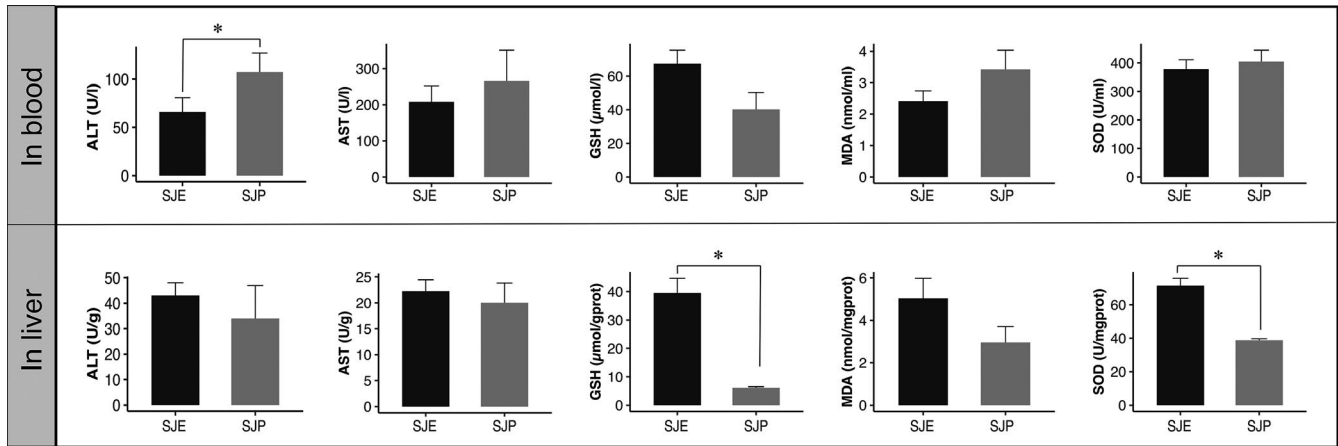 In blood
*
ALT (U/l)
100
50
0
SJE SJP
AST (U/l)
300
200
100
0
SJE SJP
GSH (μmol/l)
60
40
20
0
SJE SJP
MDA (nmol/ml)
4
3
2
1
0
SJE SJP
SOD (U/ml)
400
300
200
100
0
SJE SJP
In liver
ALT (U/g)
50
40
30
20
10
0
SJE SJP
AST (U/g)
25
20
15
10
5
0
SJE SJP
*
GSH (μmol/gprot)
40
30
20
10
0
SJE SJP
MDA (nmol/mgprot)
6
4
2
0
SJE SJP
*
SOD (U/mgprot)
60
40
20
0
SJE SJP